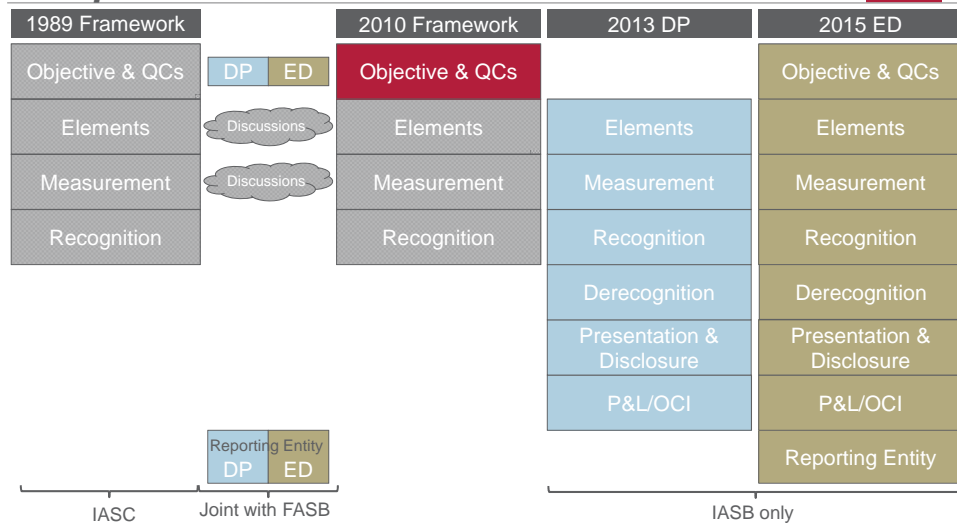 1989 Framework
2010 Framework
2013 DP
2015 ED
Objective & QCs
DP
ED
Objective & QCs
Objective & QCs
Elements
Discussions
Elements
Elements
Elements
Measurement
Discussions
Measurement
Measurement
Measurement
Recognition
Recognition
Recognition
Recognition
Derecognition
Derecognition
Presentation &
Disclosure
Presentation &
Disclosure
P&L/OCI
P&L/OCI
Reporting Entity
DP
ED
Reporting Entity
IASC
Joint with FASB
IASB only